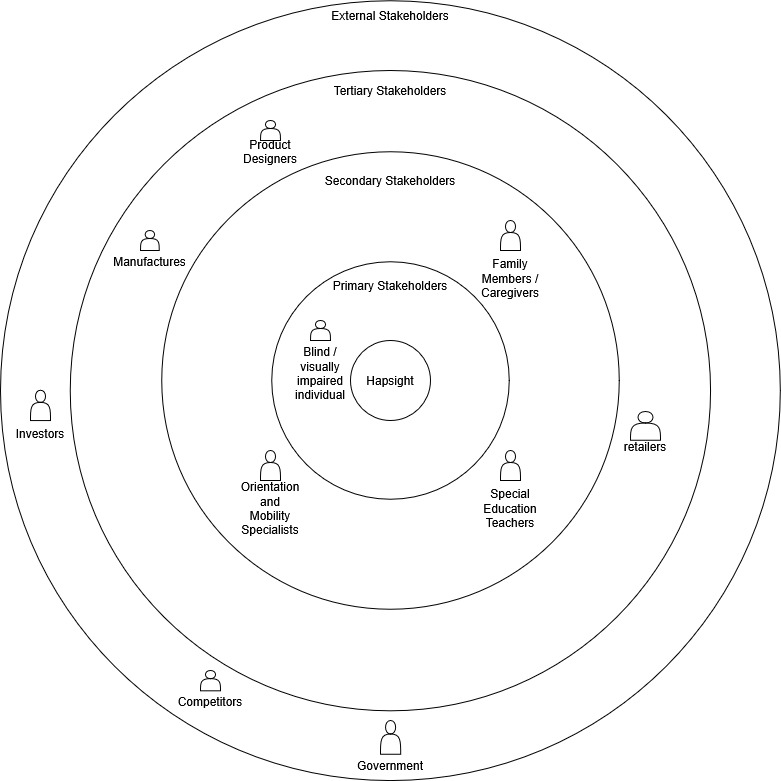 External Stakeholders
Tertiary Stakeholders
Product
Designers
Secondary Stakeholders
Manufactures
Family
Members /
Caregivers
Primary Stakeholders
Blind /
visually
impaired
individual
Hapsight
Investors
retailers
Orientation
and
Mobility
Specialists
Special
Education
Teachers
Competitors
Government